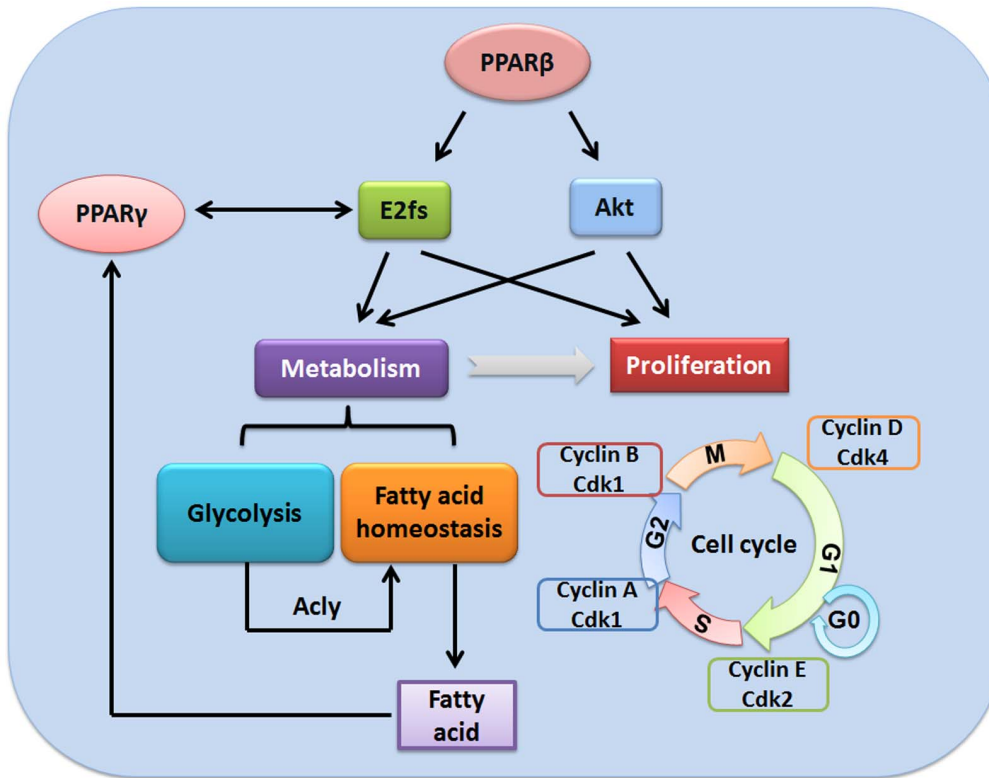 PPARβ
PPARγ
E2fs
Akt
Metabolism
Proliferation
Glycolysis
Fatty acid
homeostasis
Acly
Fatty
acid
Cyclin B
Cdk1
M
Cyclin D
Cdk4
G2
Cell cycle
G1
Cyclin A
Cdk1
S
G0
Cyclin E
Cdk2